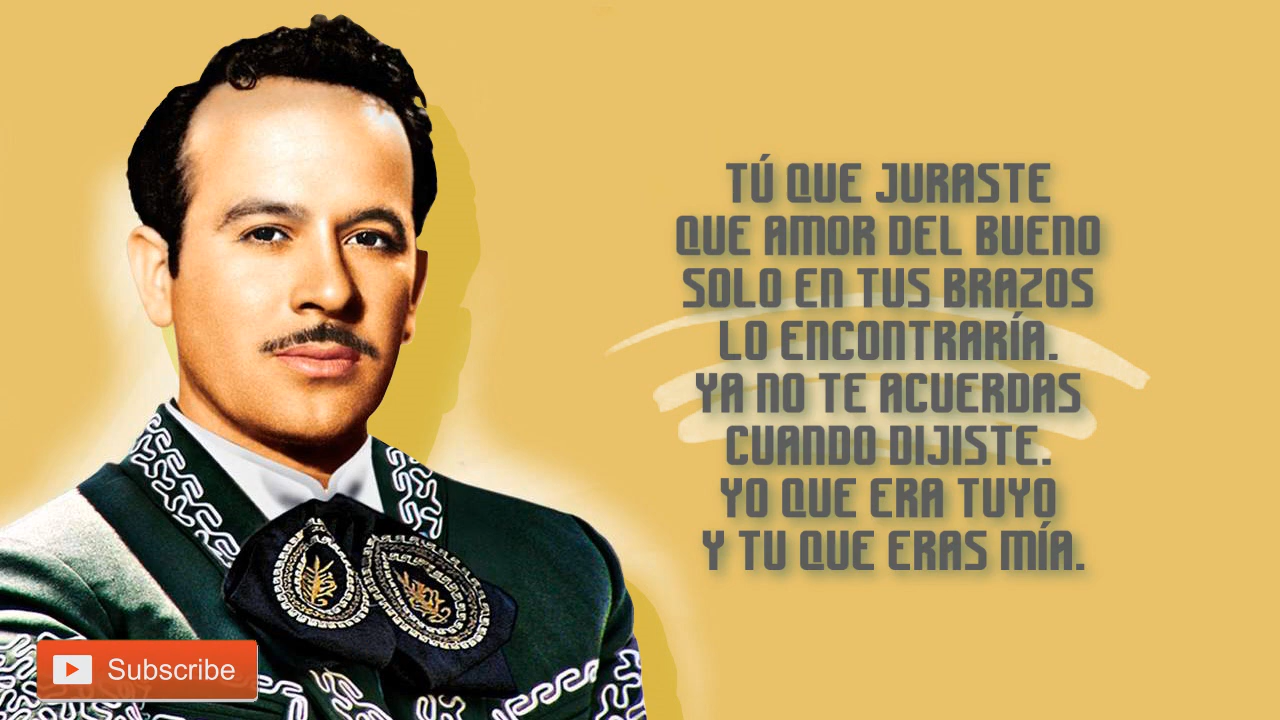 TÚ QUE JURASTE
QUE AMOR DEL BUENO
SOLO EN TUS BRAZOS
LO ENCONTRARÍA.
YA NO TE ACUERDAS
CUANDO DIJISTE.
YO QUE ERA TUYO
Y TU QUE ERAS MÍA.
Subscribe